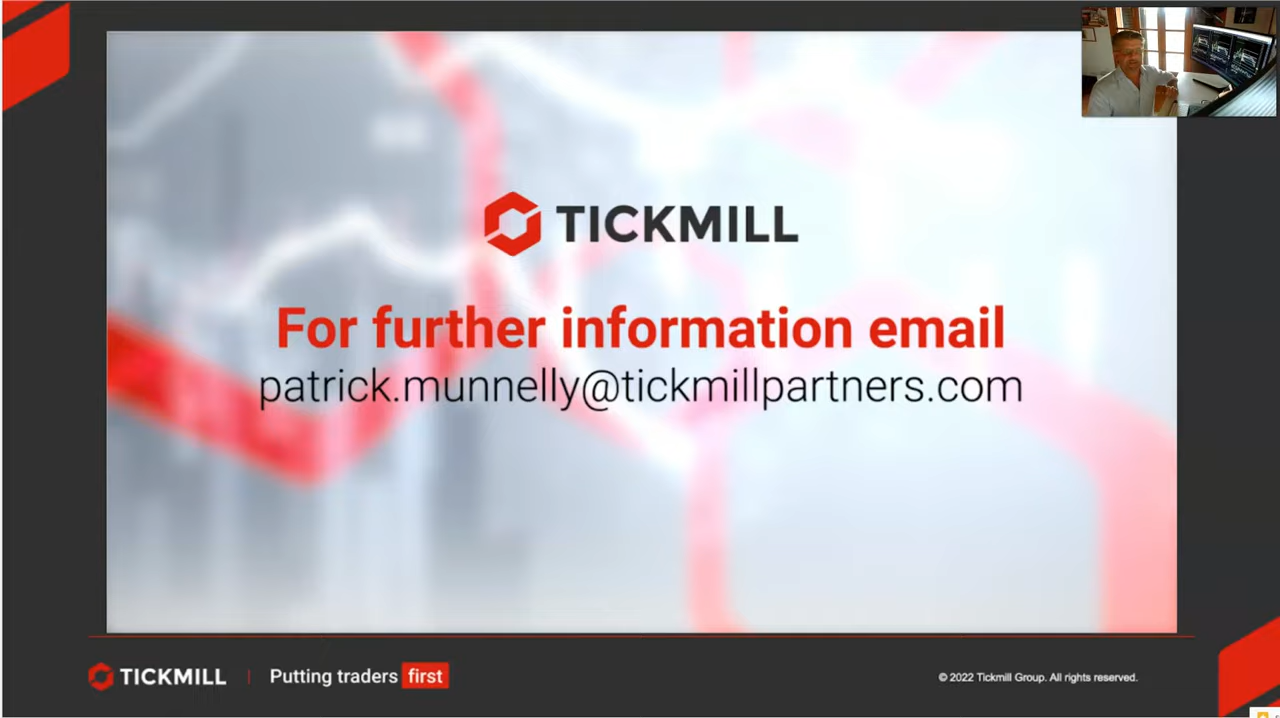 TICKMILL
For further information email
patrick.munnelly@tickmillpartners.com
TICKMILL | Putting traders first
© 2022 Tickmill Group. All rights reserved.